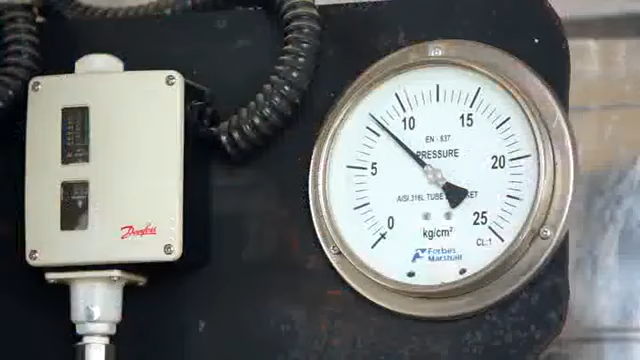 Danfoss
EN - 837
PRESSURE
AISI 316L TUBE
0
5
10
15
20
25
kg/cm²
CL:1
Forbes
Marshall